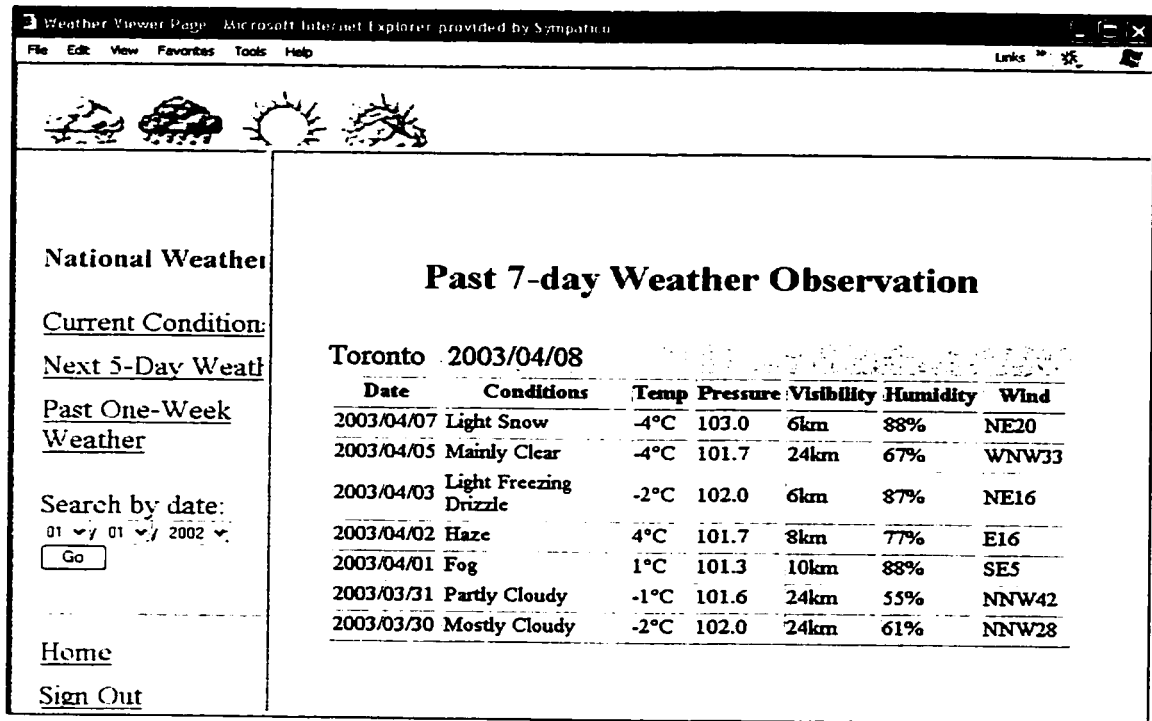 Weather Viewer Page - Microsoft Internet Explorer provided by Sympatico
File Edit View Favorites Tools Help
Links »
National Weather
Current Conditions
Next 5-Day Weath
Past One-Week
Weather
Search by date:
01 / 01 / 2002
Go
Home
Sign Out
Past 7-day Weather Observation
Toronto 2003/04/08
Date Conditions Temp Pressure Visibility Humidity Wind
2003/04/07 Light Snow -4°C 103.0 6km 88% NE20
2003/04/05 Mainly Clear -4°C 101.7 24km 67% WNW33
2003/04/03 Light Freezing Drizzle -2°C 102.0 6km 87% NE16
2003/04/02 Haze 4°C 101.7 8km 77% E16
2003/04/01 Fog 1°C 101.3 10km 88% SE5
2003/03/31 Partly Cloudy -1°C 101.6 24km 55% NNW42
2003/03/30 Mostly Cloudy -2°C 102.0 24km 61% NNW28